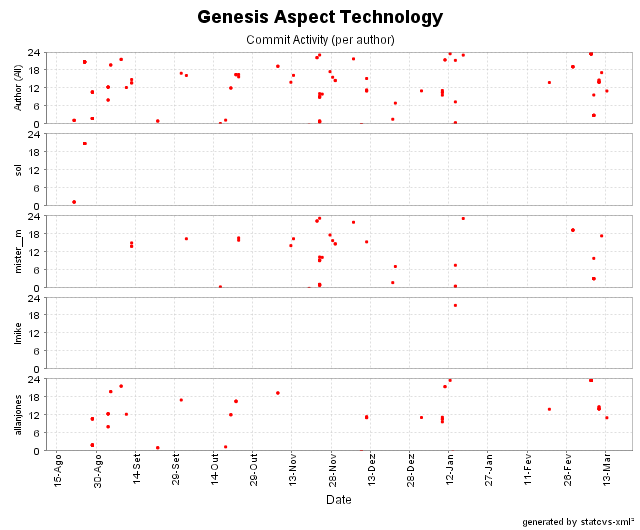 Genesis Aspect Technology
Commit Activity (per author)
Author (All)
24
18
12
6
0
sol
24
18
12
6
0
mister__m
24
18
12
6
0
lmike
24
18
12
6
0
allanjones
24
18
12
6
0
15-Ago 30-Ago 14-Set 29-Set 14-Out 29-Out 13-Nov 28-Nov 13-Dez 28-Dez 12-Jan 27-Jan 11-Fev 26-Fev 13-Mar
Date
generated by statcvs-xml²